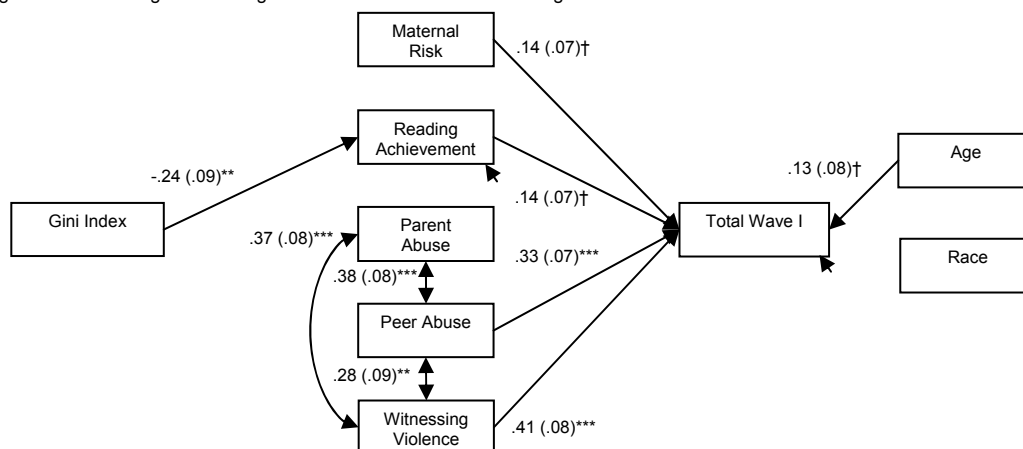 Maternal
Risk
.14 (.07)†
Reading
Achievement
Age
.13 (.08)†
-.24 (.09)**
.14 (.07)†
Gini Index
Parent
Abuse
Total Wave I
.37 (.08)***
.33 (.07)***
Race
.38 (.08)***
Peer Abuse
.28 (.09)**
Witnessing
Violence
.41 (.08)***